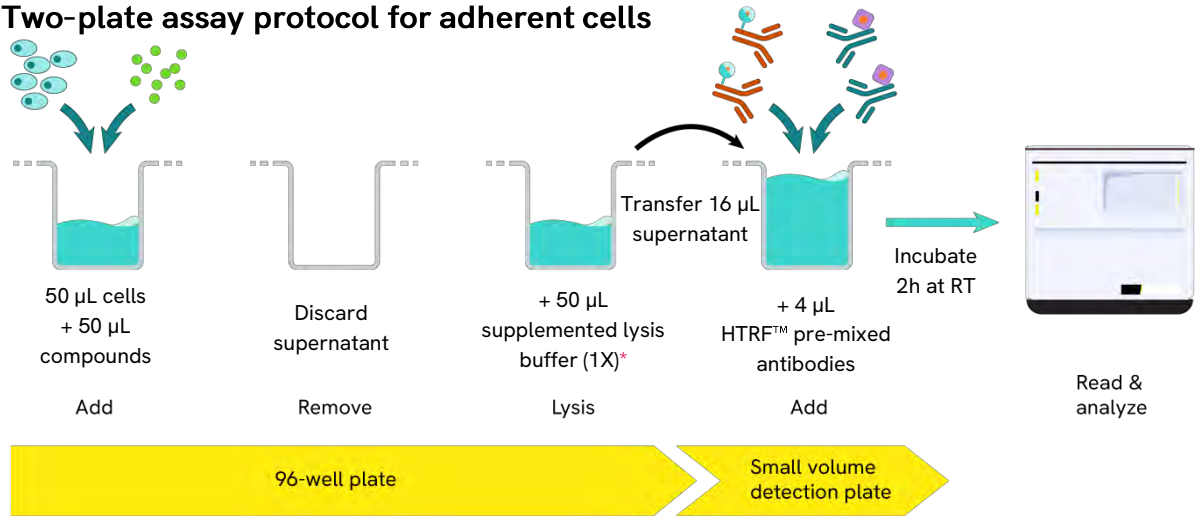 Two-plate assay protocol for adherent cells
50 µL cells
+ 50 µL
compounds
Add
Discard
supernatant
Remove
+ 50 µL
supplemented lysis
buffer (1X)*
Lysis
Transfer 16 µL
supernatant
+ 4 µL
HTRF™ pre-mixed
antibodies
Add
Incubate
2h at RT
Read &
analyze
96-well plate
Small volume
detection plate